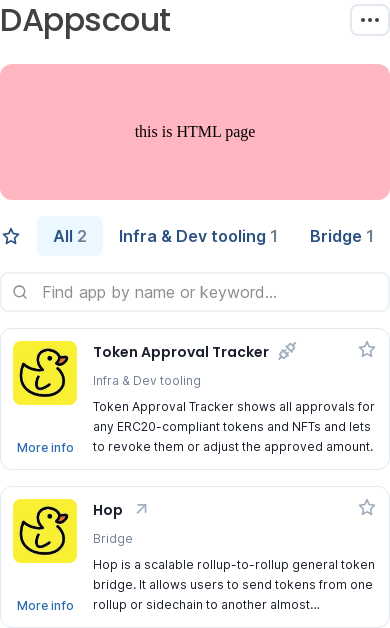 DAppscout
this is HTML page
All 2
Infra & Dev tooling 1
Bridge 1
Find app by name or keyword...
Token Approval Tracker
Infra & Dev tooling
Token Approval Tracker shows all approvals for
any ERC20-compliant tokens and NFTs and lets
to revoke them or adjust the approved amount.
More info
Hop
Bridge
Hop is a scalable rollup-to-rollup general token
bridge. It allows users to send tokens from one
rollup or sidechain to another almost...
More info